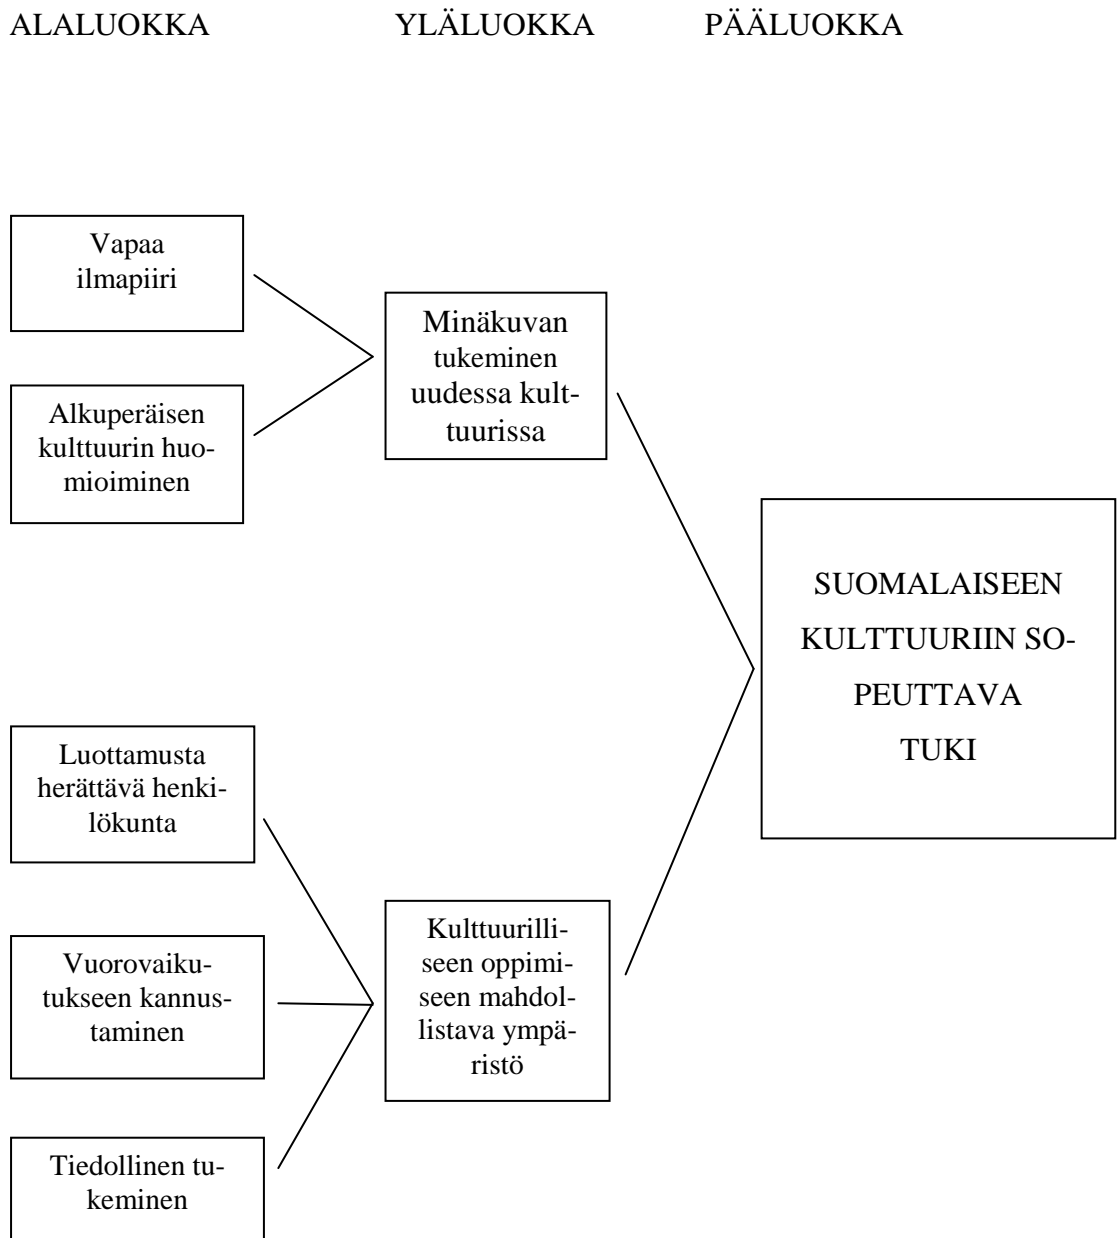 ALALUOKKA YLÄLUOKKA PÄÄLUOKKA
Vapaa
ilmapiiri
Alkuperäisen
kulttuurin huo-
mioiminen
Minäkuvan
tukeminen
uudessa kult-
tuurissa
SUOMALAISEEN
KULTTUURIIN SO-
PEUTTAVA
TUKI
Luottamusta
herättävä henki-
lökunta
Vuorovaiku-
tukseen kannus-
taminen
Tiedollinen tu-
keminen
Kulttuurilli-
seen oppimi-
seen mahdol-
listava ympä-
ristö